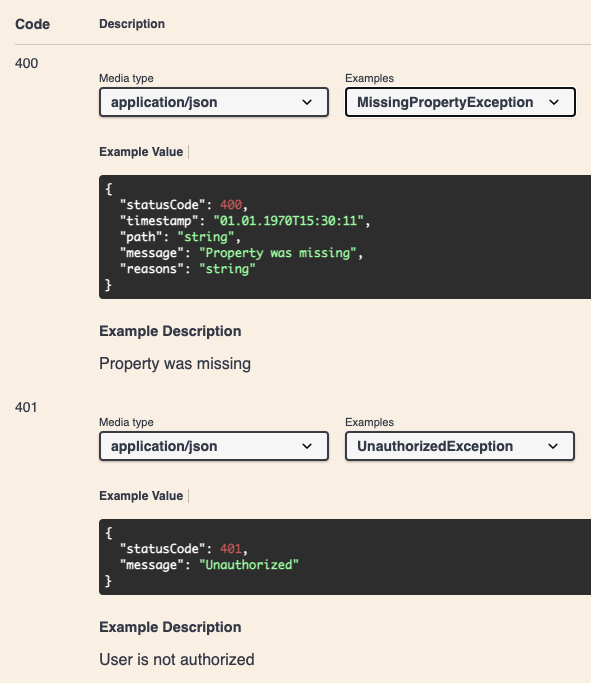 Code Description
400
Media type Examples
application/json MissingPropertyException
Example Value
{
"statusCode": 400,
"timestamp": "01.01.1970T15:30:11",
"path": "string",
"message": "Property was missing",
"reasons": "string"
}
Example Description
Property was missing
401
Media type Examples
application/json UnauthorizedException
Example Value
{
"statusCode": 401,
"message": "Unauthorized"
}
Example Description
User is not authorized